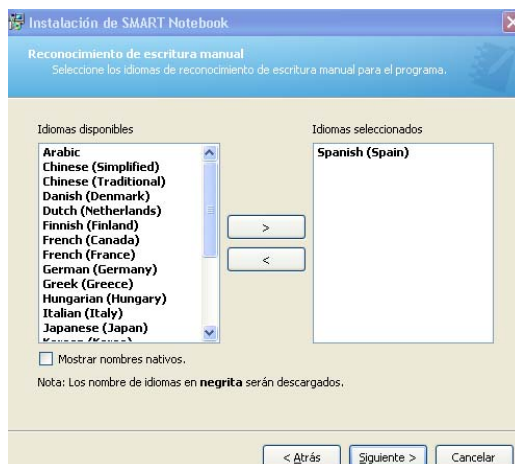 Instalación de SMART Notebook
Reconocimiento de escritura manual
Seleccione los idiomas de reconocimiento de escritura manual para el programa.
Idiomas disponibles
Arabic
Chinese (Simplified)
Chinese (Traditional)
Danish (Denmark)
Dutch (Netherlands)
Finnish (Finland)
French (Canada)
French (France)
German (Germany)
Greek (Greece)
Hungarian (Hungary)
Italian (Italy)
Japanese (Japan)
>
<
Idiomas seleccionados
Spanish (Spain)
Mostrar nombres nativos.
Nota: Los nombre de idiomas en negrita serán descargados.
< Atrás
Siguiente >
Cancelar